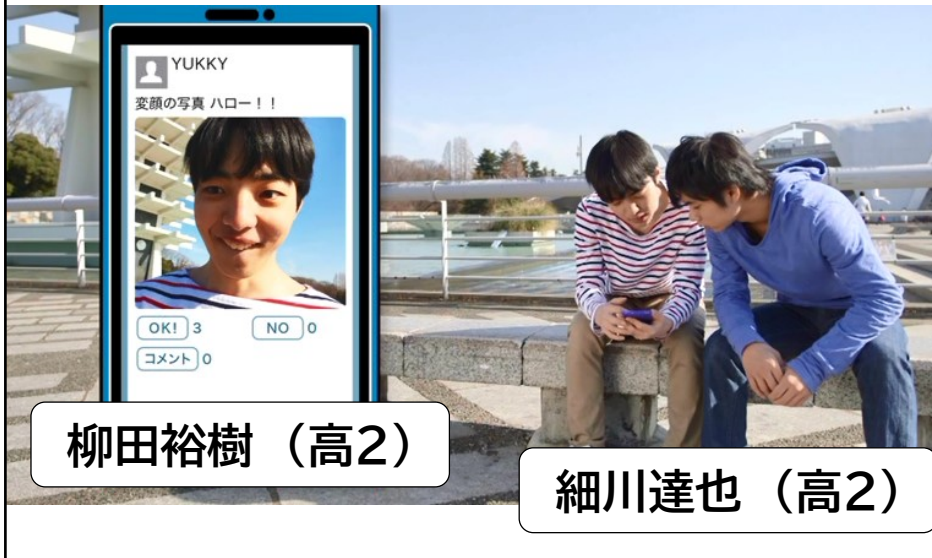 YUKKY
変顔の写真 ハロー！！
OK! 3 NO 0
コメント 0
柳田裕樹（高2）
細川達也（高2）